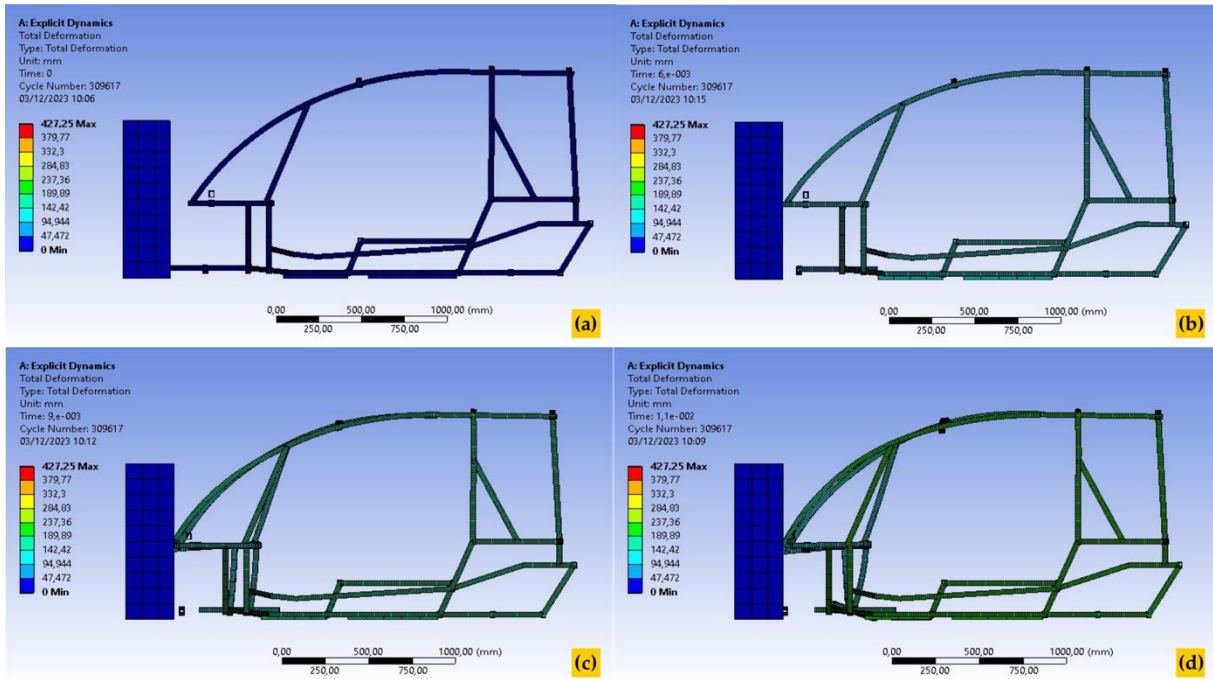 A: Explicit Dynamics
Total Deformation
Type: Total Deformation
Unit: mm
Time: 0
Cycle Number: 309617
03/12/2023 10:06
427,25 Max
379,77
332,3
284,83
237,36
189,89
142,42
94,944
47,472
0 Min
0,00 500,00 1000,00 (mm)
250,00 750,00
(a)
A: Explicit Dynamics
Total Deformation
Type: Total Deformation
Unit: mm
Time: 6,e-003
Cycle Number: 309617
03/12/2023 10:15
427,25 Max
379,77
332,3
284,83
237,36
189,89
142,42
94,944
47,472
0 Min
0,00 500,00 1000,00 (mm)
250,00 750,00
(b)
A: Explicit Dynamics
Total Deformation
Type: Total Deformation
Unit: mm
Time: 9,e-003
Cycle Number: 309617
03/12/2023 10:12
427,25 Max
379,77
332,3
284,83
237,36
189,89
142,42
94,944
47,472
0 Min
0,00 500,00 1000,00 (mm)
250,00 750,00
(c)
A: Explicit Dynamics
Total Deformation
Type: Total Deformation
Unit: mm
Time: 1,1e-002
Cycle Number: 309617
03/12/2023 10:09
427,25 Max
379,77
332,3
284,83
237,36
189,89
142,42
94,944
47,472
0 Min
0,00 500,00 1000,00 (mm)
250,00 750,00
(d)